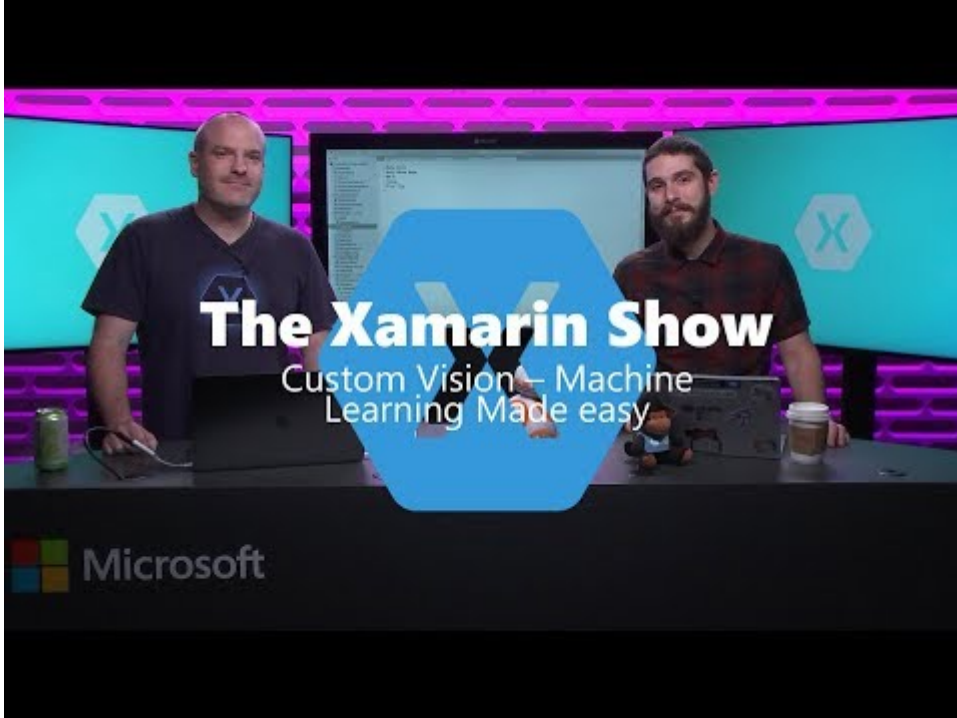 The Xamarin Show
Custom Vision – Machine
Learning Made easy
Microsoft